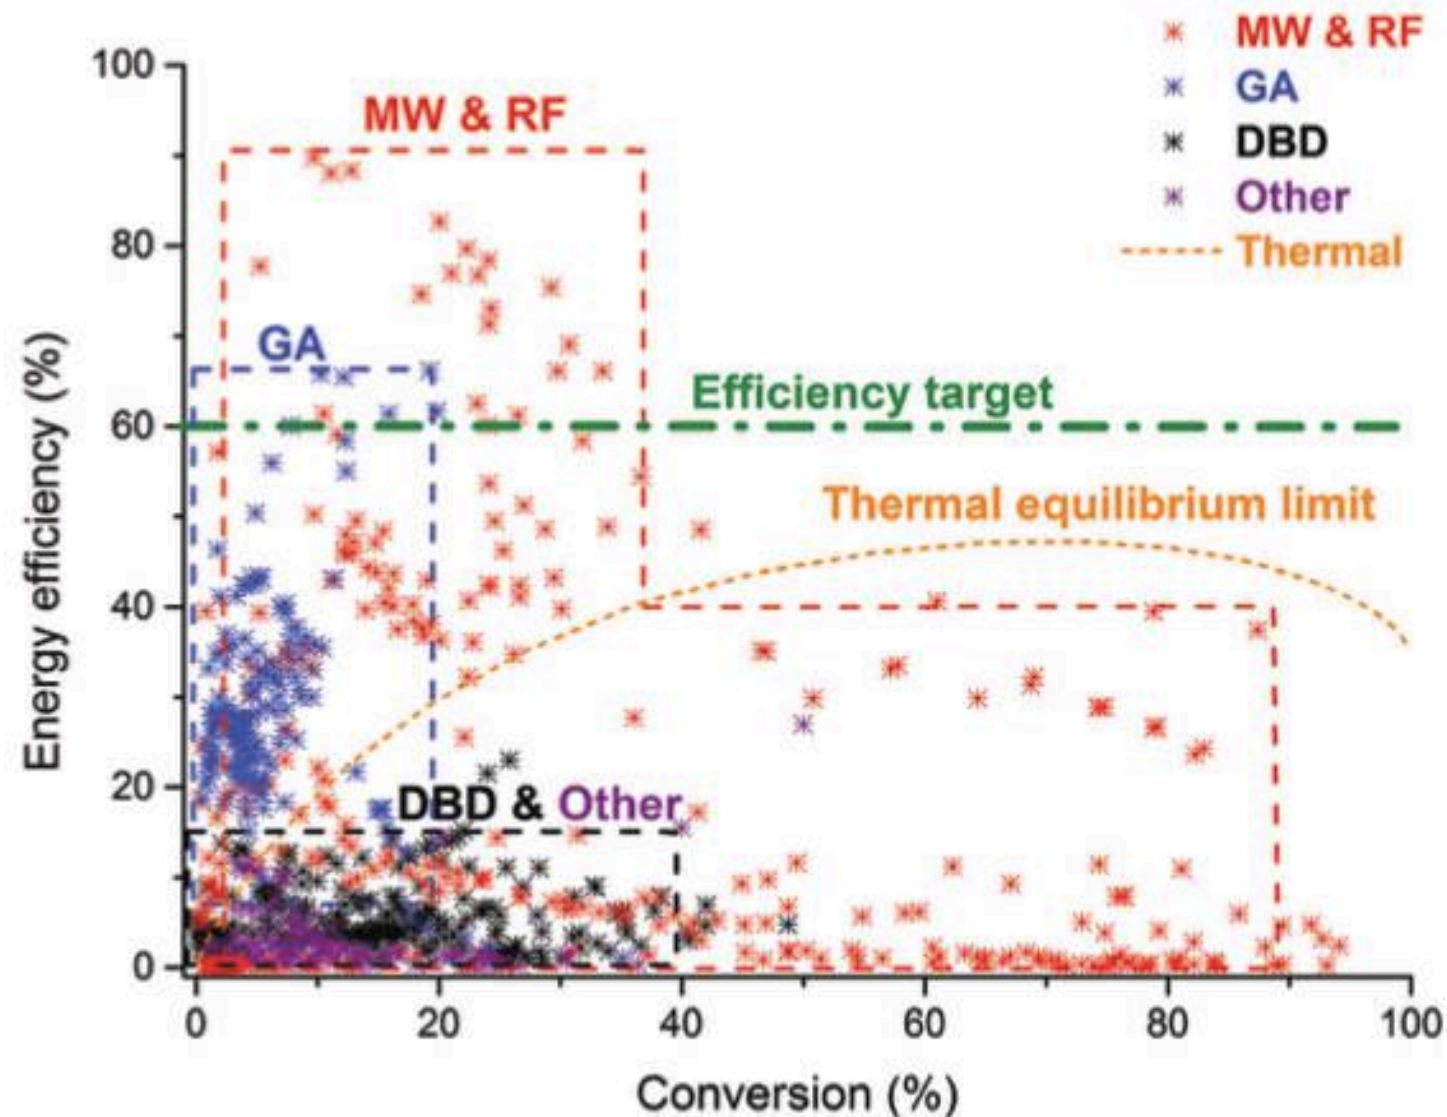 MW & RF
GA
DBD
Other
Thermal
100
80
60
40
20
0
MW & RF
GA
Efficiency target
Thermal equilibrium limit
DBD & Other
Energy efficiency (%)
0 20 40 60 80 100
Conversion (%)